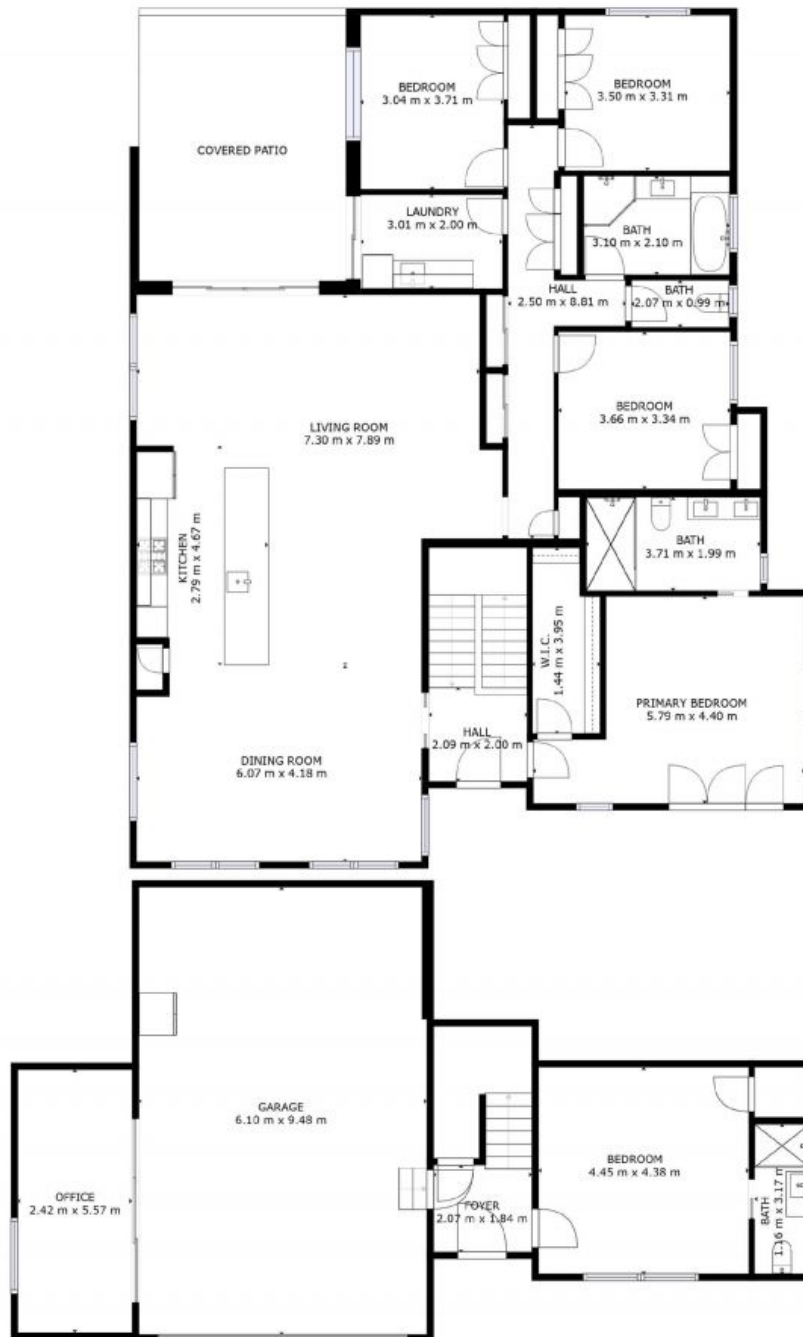 BEDROOM
3.04 m x 3.71 m
BEDROOM
3.50 m x 3.31 m
COVERED PATIO
LAUNDRY
3.01 m x 2.00 m
BATH
3.10 m x 2.10 m
HALL
2.50 m x 8.81 m
BATH
2.07 m x 0.99 m
BEDROOM
3.66 m x 3.34 m
LIVING ROOM
7.30 m x 7.89 m
KITCHEN
2.79 m x 4.67 m
BATH
3.71 m x 1.99 m
W.I.C.
1.44 m x 3.95 m
PRIMARY BEDROOM
5.79 m x 4.40 m
HALL
2.09 m x 2.00 m
DINING ROOM
6.07 m x 4.18 m
GARAGE
6.10 m x 9.48 m
BEDROOM
4.45 m x 4.38 m
OFFICE
2.42 m x 5.57 m
FOYER
2.07 m x 1.84 m
BATH
1.16 m x 3.17 m